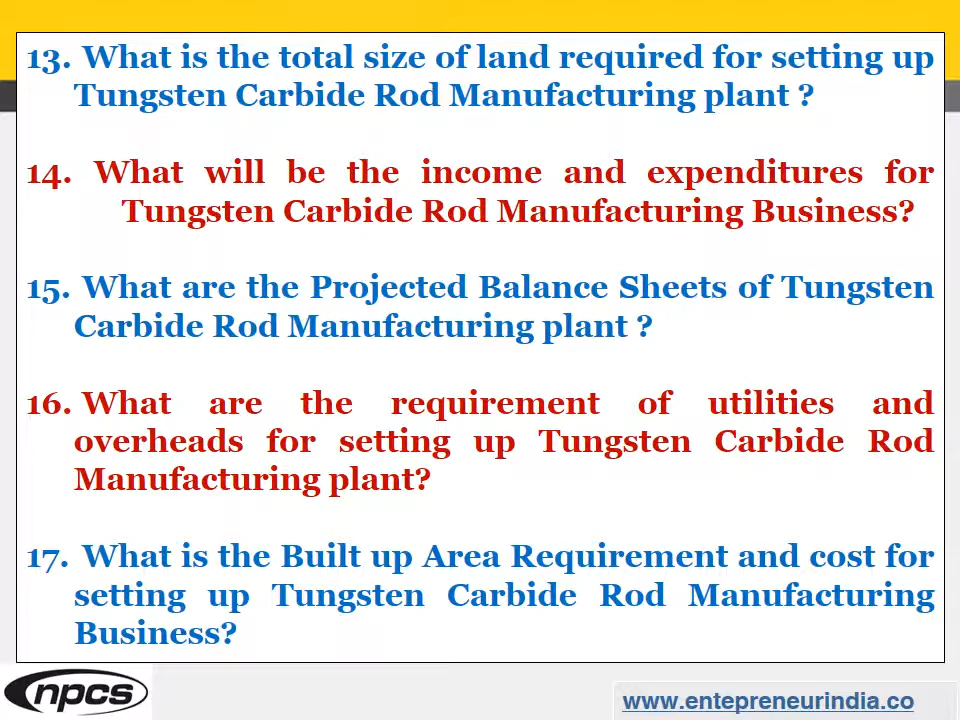 13. What is the total size of land required for setting up
Tungsten Carbide Rod Manufacturing plant ?
14. What will be the income and expenditures for
Tungsten Carbide Rod Manufacturing Business?
15. What are the Projected Balance Sheets of Tungsten
Carbide Rod Manufacturing plant ?
16. What are the requirement of utilities and
overheads for setting up Tungsten Carbide Rod
Manufacturing plant?
17. What is the Built up Area Requirement and cost for
setting up Tungsten Carbide Rod Manufacturing
Business?
npcs
www.entepreneurindia.co